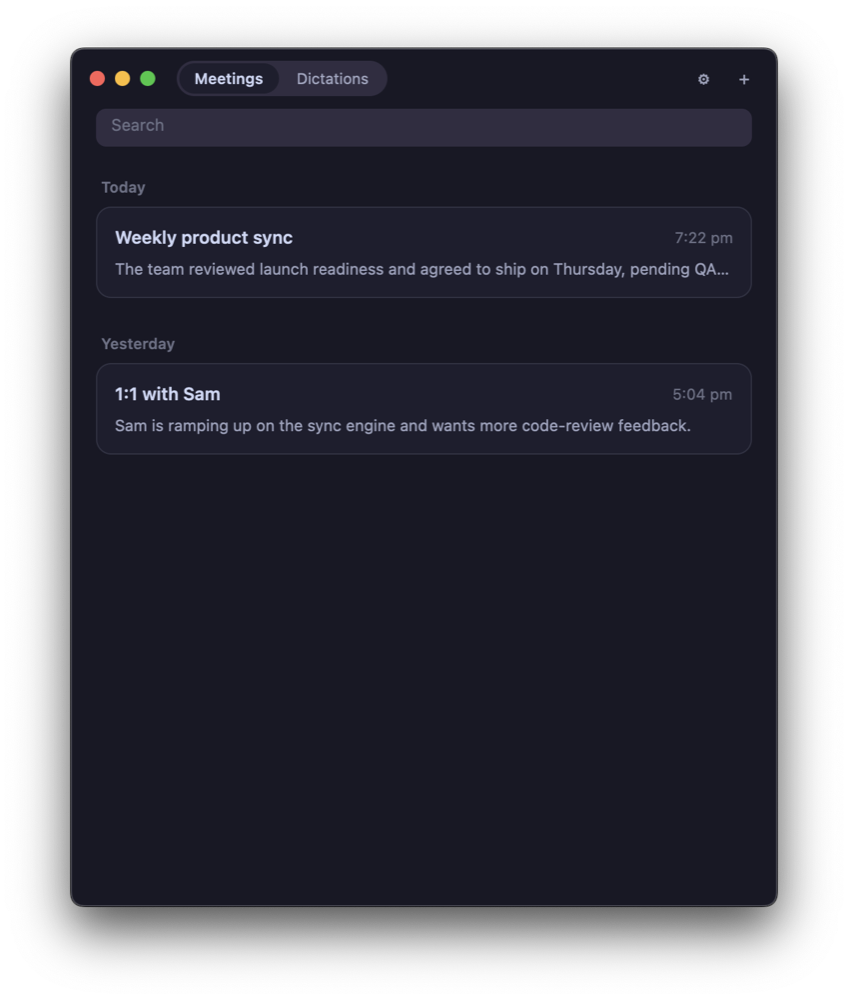 Meetings
Dictations
Search
Today
Weekly product sync
7:22 pm
The team reviewed launch readiness and agreed to ship on Thursday, pending QA...
Yesterday
1:1 with Sam
5:04 pm
Sam is ramping up on the sync engine and wants more code-review feedback.